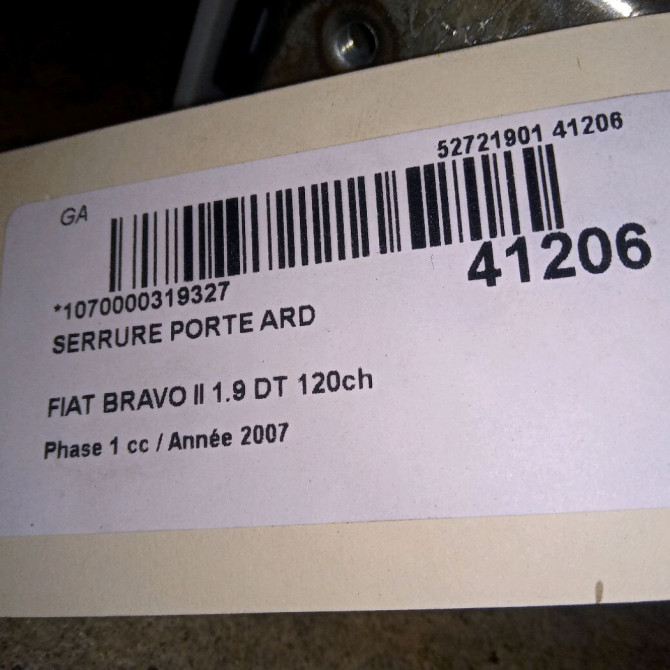 52721901 41206
GA
41206
*1070000319327
SERRURE PORTE ARD
FIAT BRAVO II 1.9 DT 120ch
Phase 1 cc / Année 2007